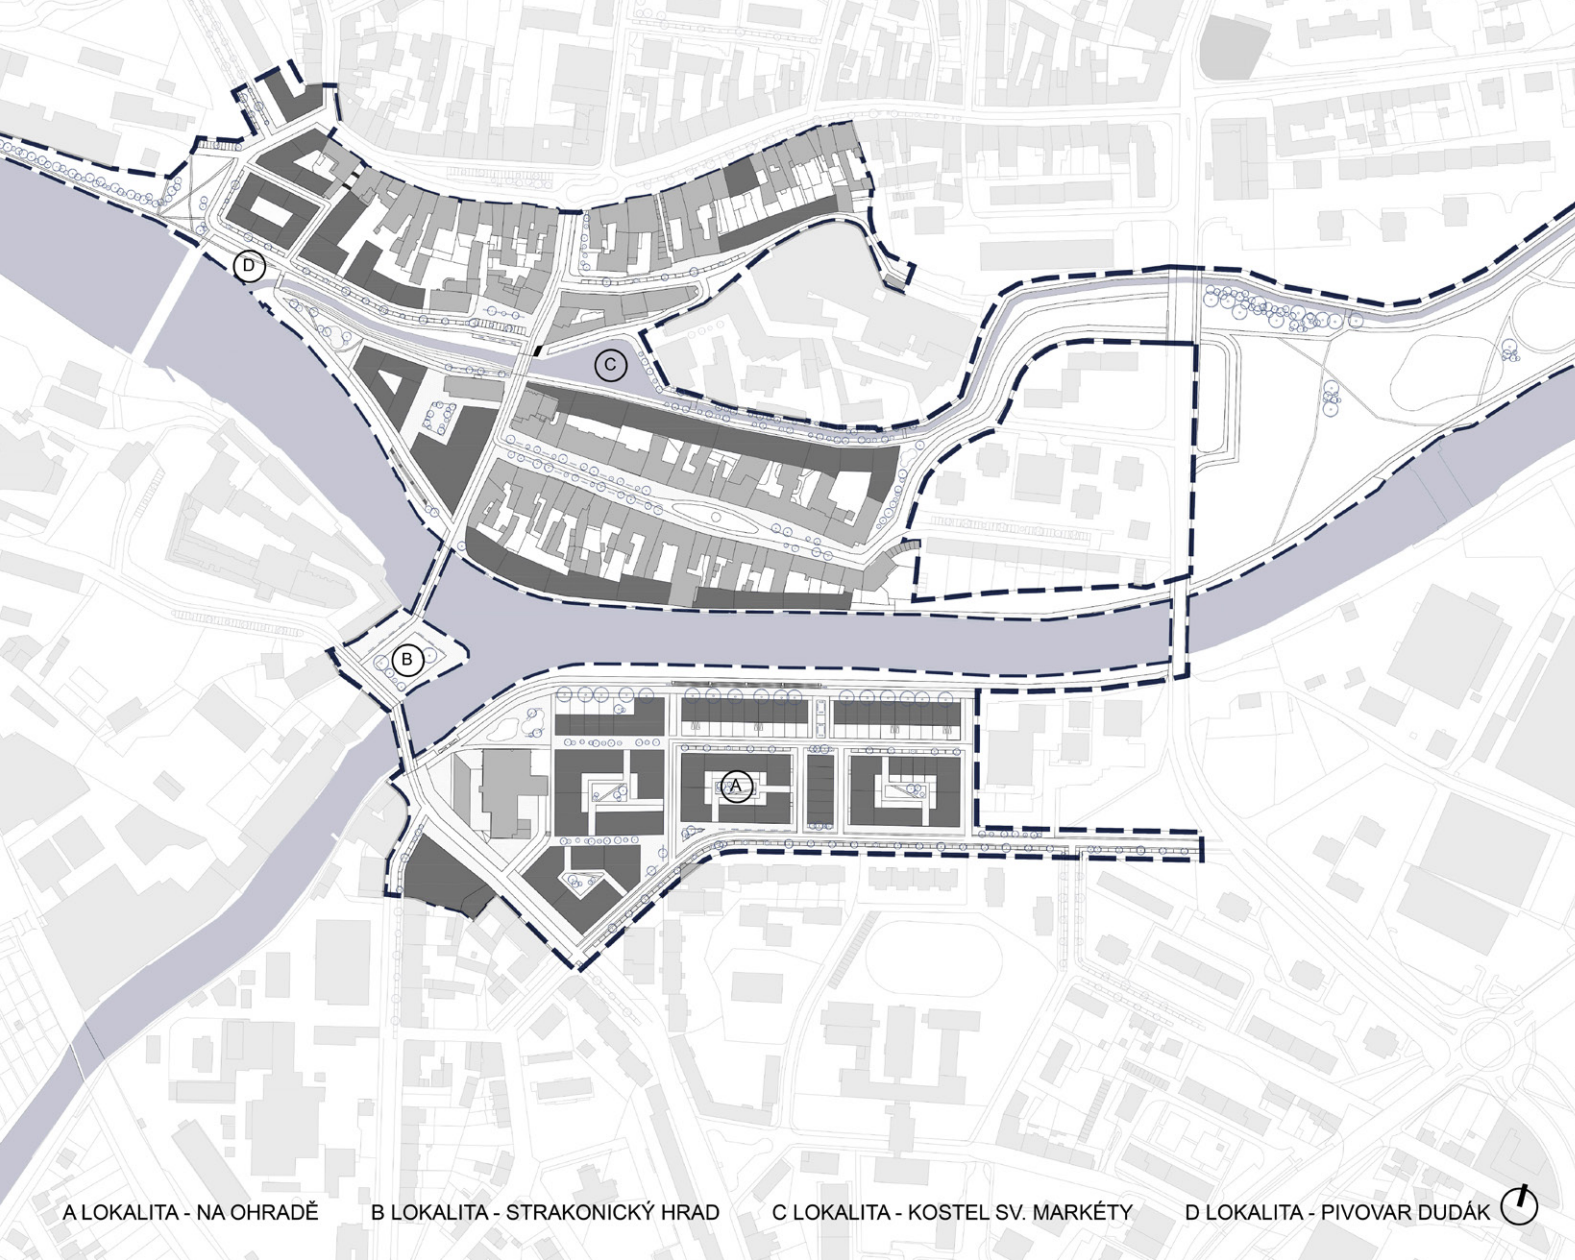 D
C
B
A
A LOKALITA - NA OHRADĚ B LOKALITA - STRAKONICKÝ HRAD C LOKALITA - KOSTEL SV. MARKÉTY D LOKALITA - PIVOVAR DUDÁK